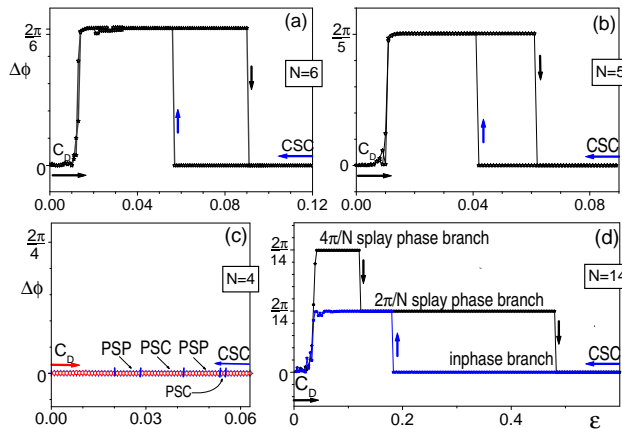 (a)
2π
6
Δϕ
N=6
C_D
CSC
0
0.00 0.04 0.08 0.12
(b)
2π
5
N=5
C_D
CSC
0
0.00 0.03 0.06
(c)
2π
4
Δϕ
N=4
C_D
PSP PSC PSP CSC
PSC
0
0.00 0.02 0.04 0.06
(d)
4π/N splay phase branch
2π
14
N=14
2π/N splay phase branch
2π
14
inphase branch
CSC
0
C_D
0.0 0.2 0.4 ε